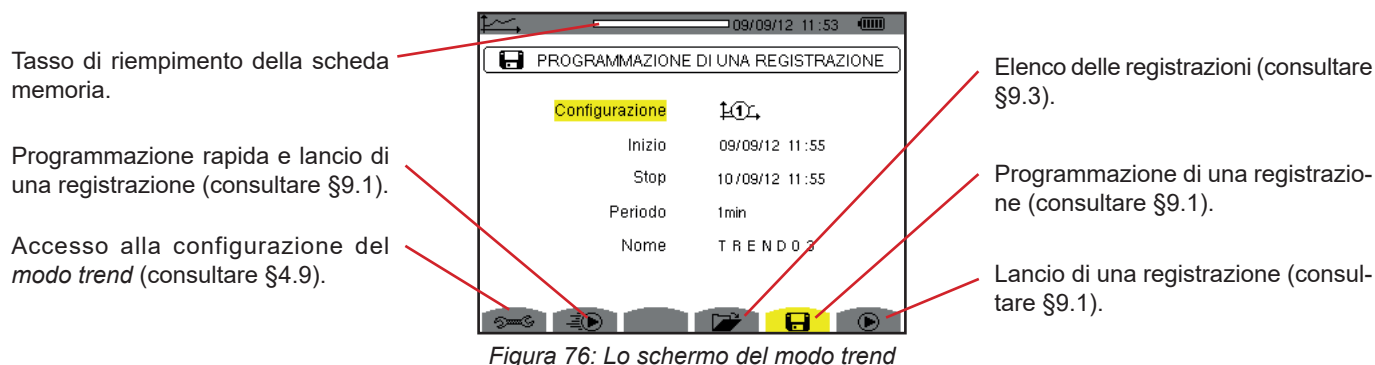 Tasso di riempimento della scheda
memoria.
Programmazione rapida e lancio di
una registrazione (consultare §9.1).
Accesso alla configurazione del
modo trend (consultare §4.9).
09/09/12 11:53
PROGRAMMAZIONE DI UNA REGISTRAZIONE
Configurazione 1
Inizio 09/09/12 11:55
Stop 10/09/12 11:55
Periodo 1min
Nome TREND03
Elenco delle registrazioni (consultare
§9.3).
Programmazione di una registrazio-
ne (consultare §9.1).
Lancio di una registrazione (consul-
tare §9.1).
Figura 76: Lo schermo del modo trend